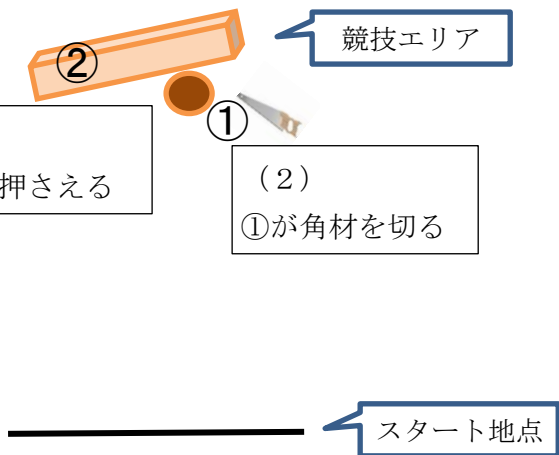 競技エリア
②
①
押さえる
（２）
①が角材を切る
スタート地点